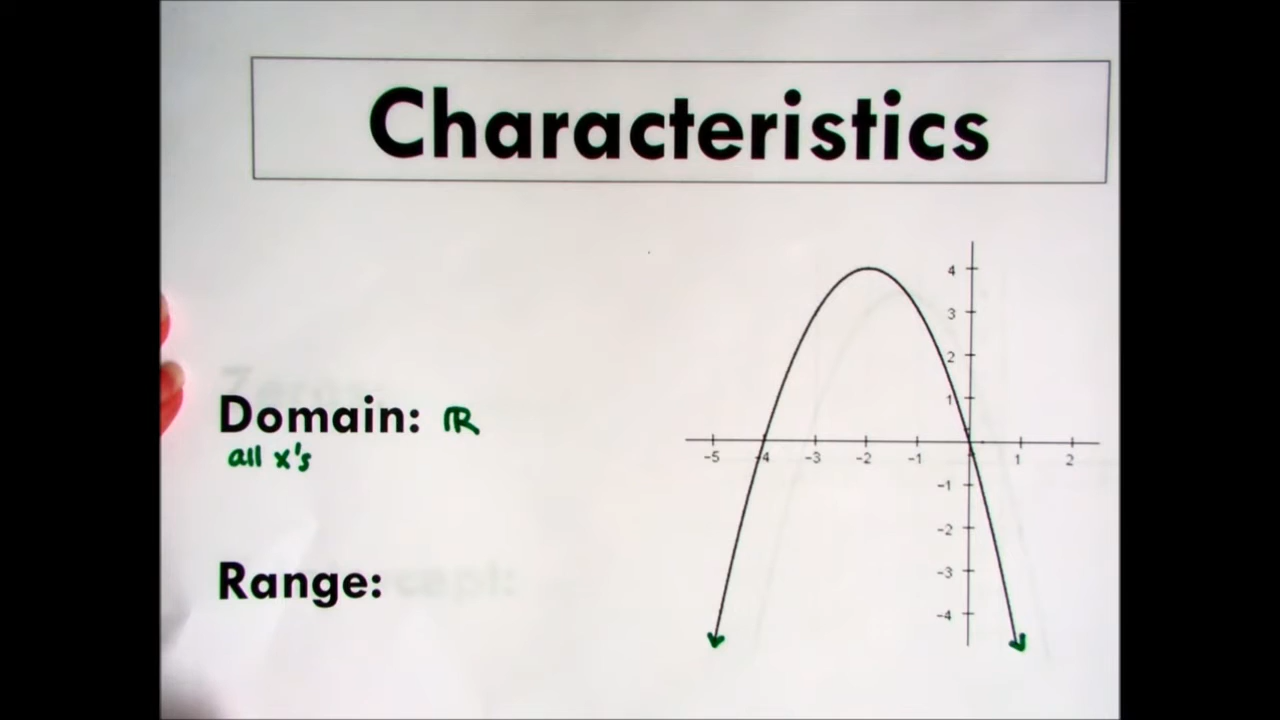 Characteristics
Domain: ℝ
all x's
Range:
4
3
2
1
-5 -4 -3 -2 -1 1 2
-1
-2
-3
-4